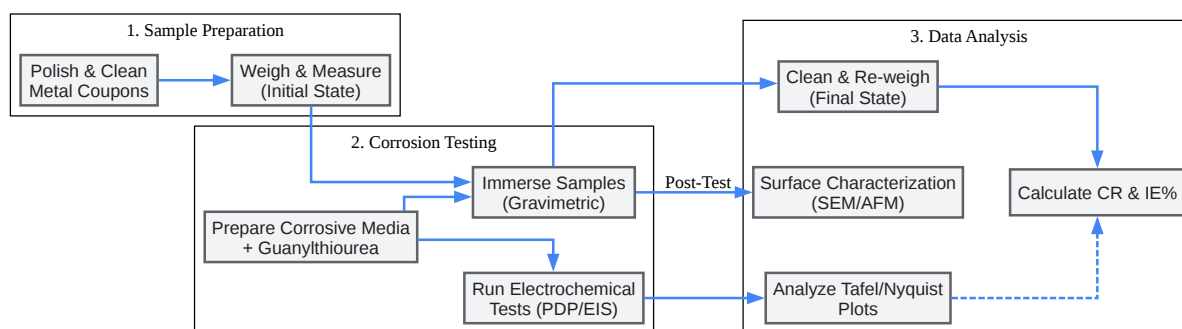 1. Sample Preparation
Polish & Clean
Metal Coupons
Weigh & Measure
(Initial State)
2. Corrosion Testing
Immerse Samples
(Gravimetric)
Prepare Corrosive Media
+ Guanylthiourea
Run Electrochemical
Tests (PDP/EIS)
Post-Test
3. Data Analysis
Clean & Re-weigh
(Final State)
Surface Characterization
(SEM/AFM)
Calculate CR & IE%
Analyze Tafel/Nyquist
Plots